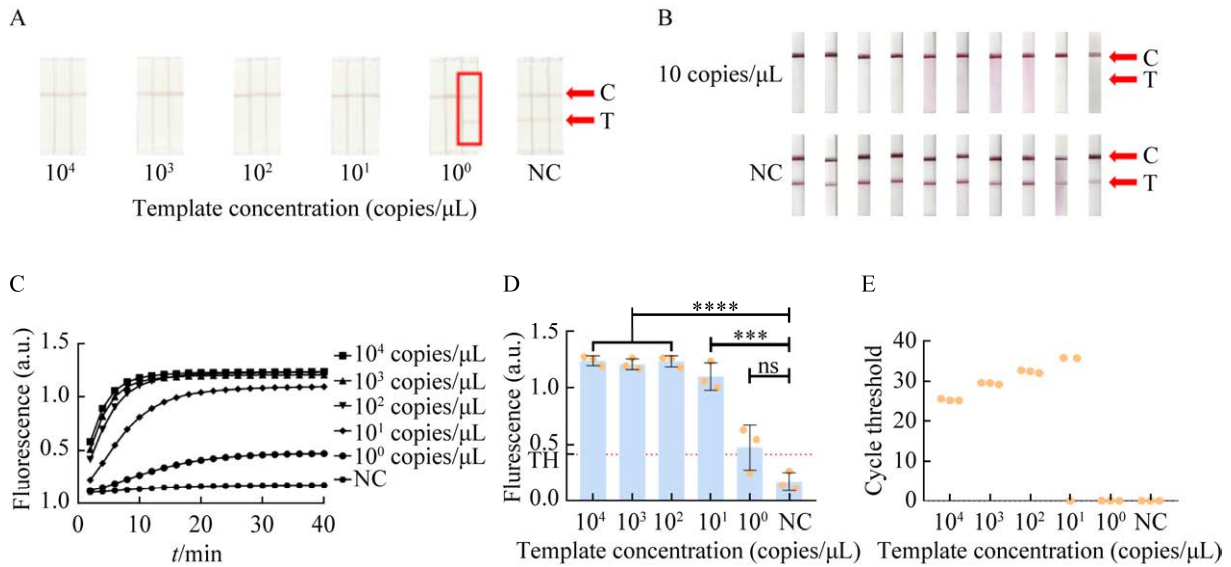 A
C
T
10⁴
10³
10²
10¹
10⁰
NC
Template concentration (copies/μL)
B
10 copies/μL
C
T
NC
C
T
C
Fluorescence (a.u.)
1.5
1.0
0.5
1.0
0
10
20
30
40
t/min
10⁴ copies/μL
10³ copies/μL
10² copies/μL
10¹ copies/μL
10⁰ copies/μL
NC
D
Flurescence (a.u.)
1.5
1.0
0.5
TH
0.0
****
***
ns
10⁴
10³
10²
10¹
10⁰
NC
Template concentration (copies/μL)
E
Cycle threshold
40
30
20
10
0
10⁴
10³
10²
10¹
10⁰
NC
Template concentration (copies/μL)